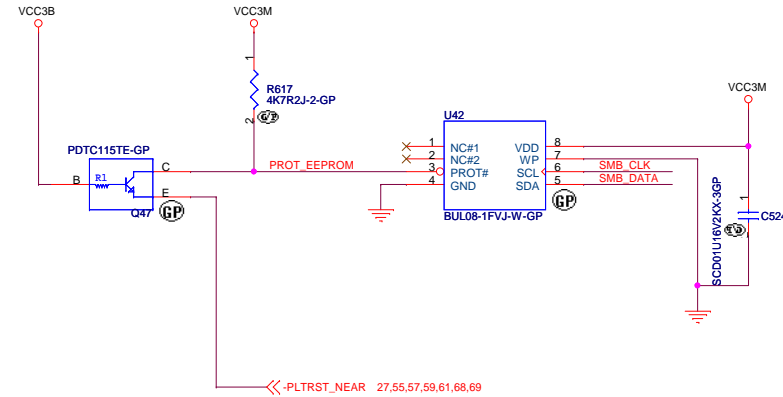 VCC3B
VCC3M
R617
4K7R2J-2-GP
1
2
G/P
VCC3M
PDTC115TE-GP
B
R1
C
E
Q47
GP
PROT_EEPROM
U42
1 NC#1
2 NC#2
3 PROT#
4 GND
VDD 8
WP 7
SCL 6
SDA 5
SMB_CLK
SMB_DATA
BUL08-1FVJ-W-GP
GP
SCD01U16V2KX-3GP
1
C524
-PLTRST_NEAR 27,55,57,59,61,68,69